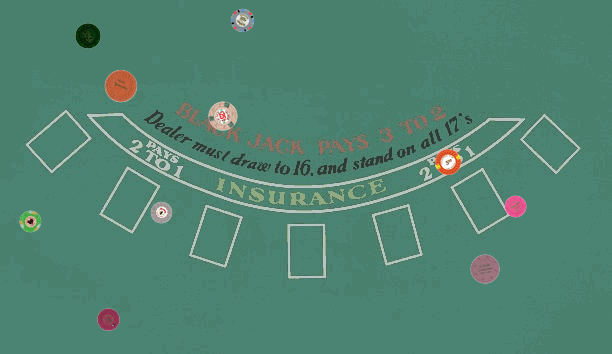 BLACK JACK PAYS 3 TO 2
Dealer must draw to 16, and stand on all 17's
PAYS
2 TO 1
INSURANCE
2 1